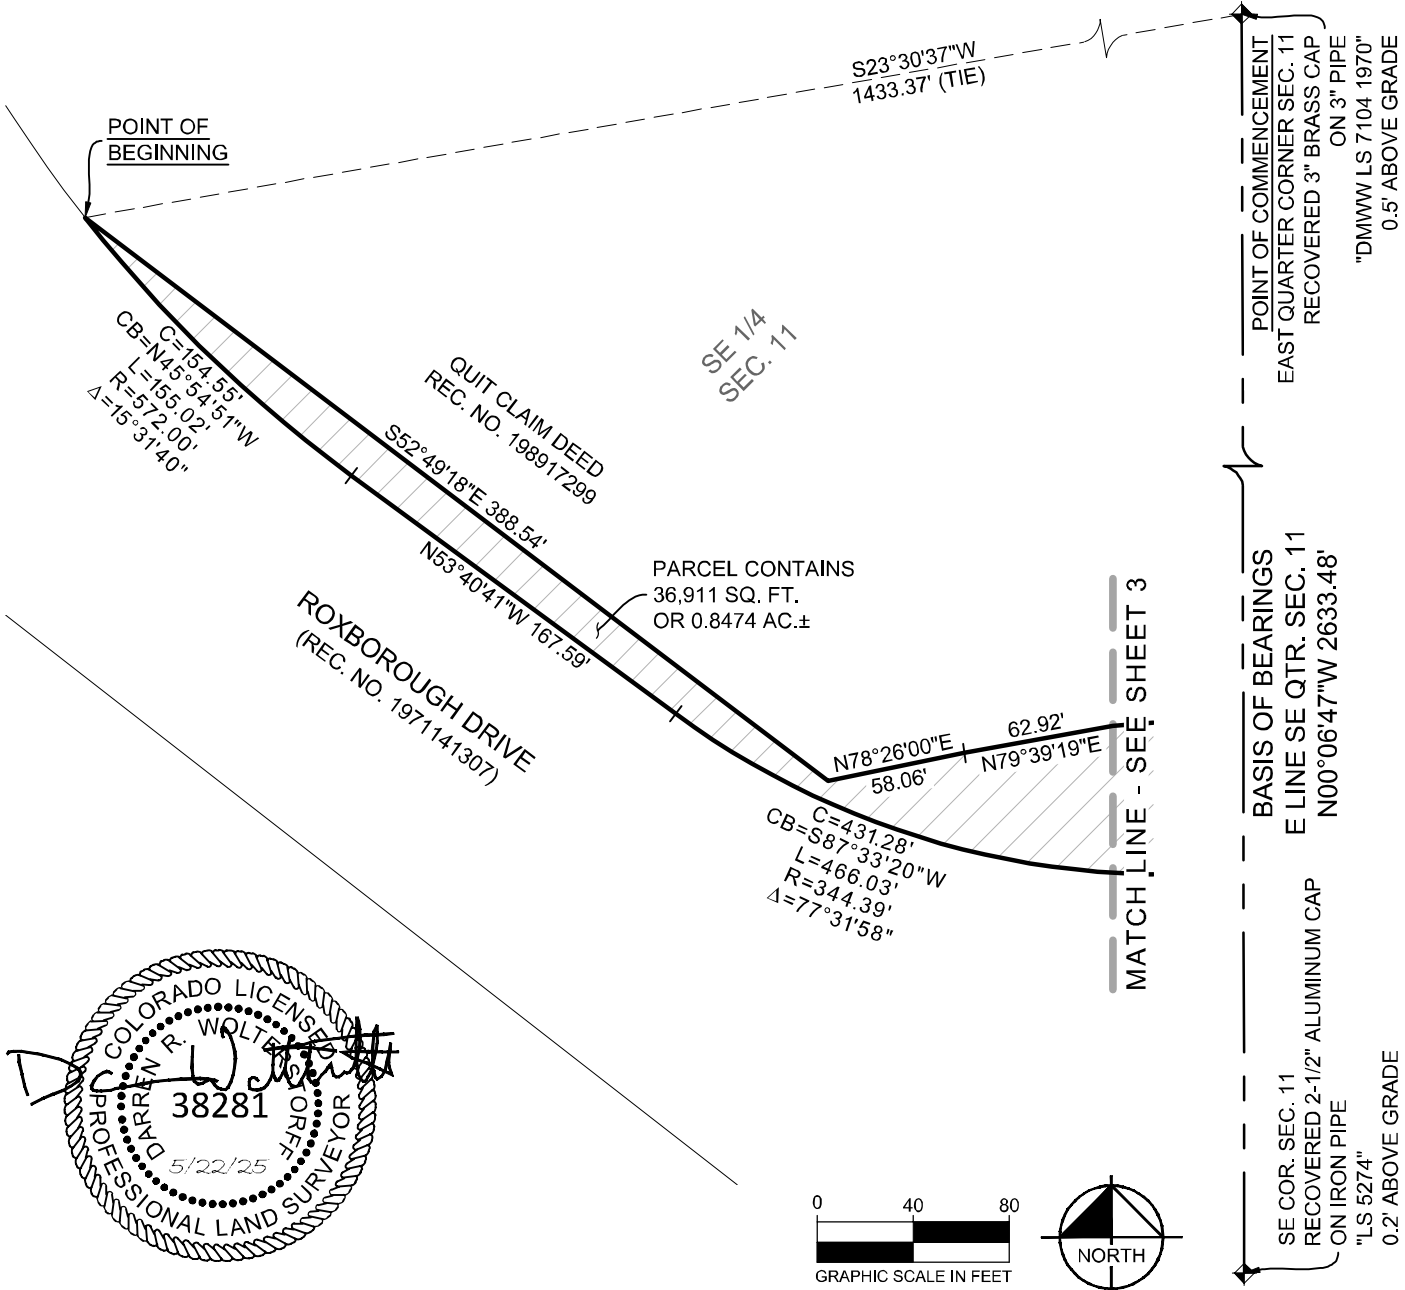 S23°30'37"W
1433.37' (TIE)
POINT OF
BEGINNING
POINT OF COMMENCEMENT
EAST QUARTER CORNER SEC. 11
RECOVERED 3" BRASS CAP
ON 3" PIPE
"DMWW LS 7104 1970"
0.5' ABOVE GRADE
SE 1/4
SEC. 11
C=154.55'
CB=N45°54'51"W
L=155.02'
R=572.00'
Δ=15°31'40"
QUIT CLAIM DEED
REC. NO. 198917299
S52°49'18"E 388.54'
N53°40'41"W 167.59'
PARCEL CONTAINS
36,911 SQ. FT.
OR 0.8474 AC.±
ROXBOROUGH DRIVE
(REC. NO. 1971141307)
N78°26'00"E
58.06'
62.92'
N79°39'19"E
C=431.28'
CB=S87°33'20"W
L=466.03'
R=344.39'
Δ=77°31'58"
MATCH LINE - SEE SHEET 3
BASIS OF BEARINGS
E LINE SE QTR. SEC. 11
N00°06'47"W 2633.48'
SE COR. SEC. 11
RECOVERED 2-1/2" ALUMINUM CAP
ON IRON PIPE
"LS 5274"
0.2' ABOVE GRADE
COLORADO LICENSED
DARREN R. WOLTERSTORFF
38281
5/22/25
PROFESSIONAL LAND SURVEYOR
0 40 80
GRAPHIC SCALE IN FEET
NORTH